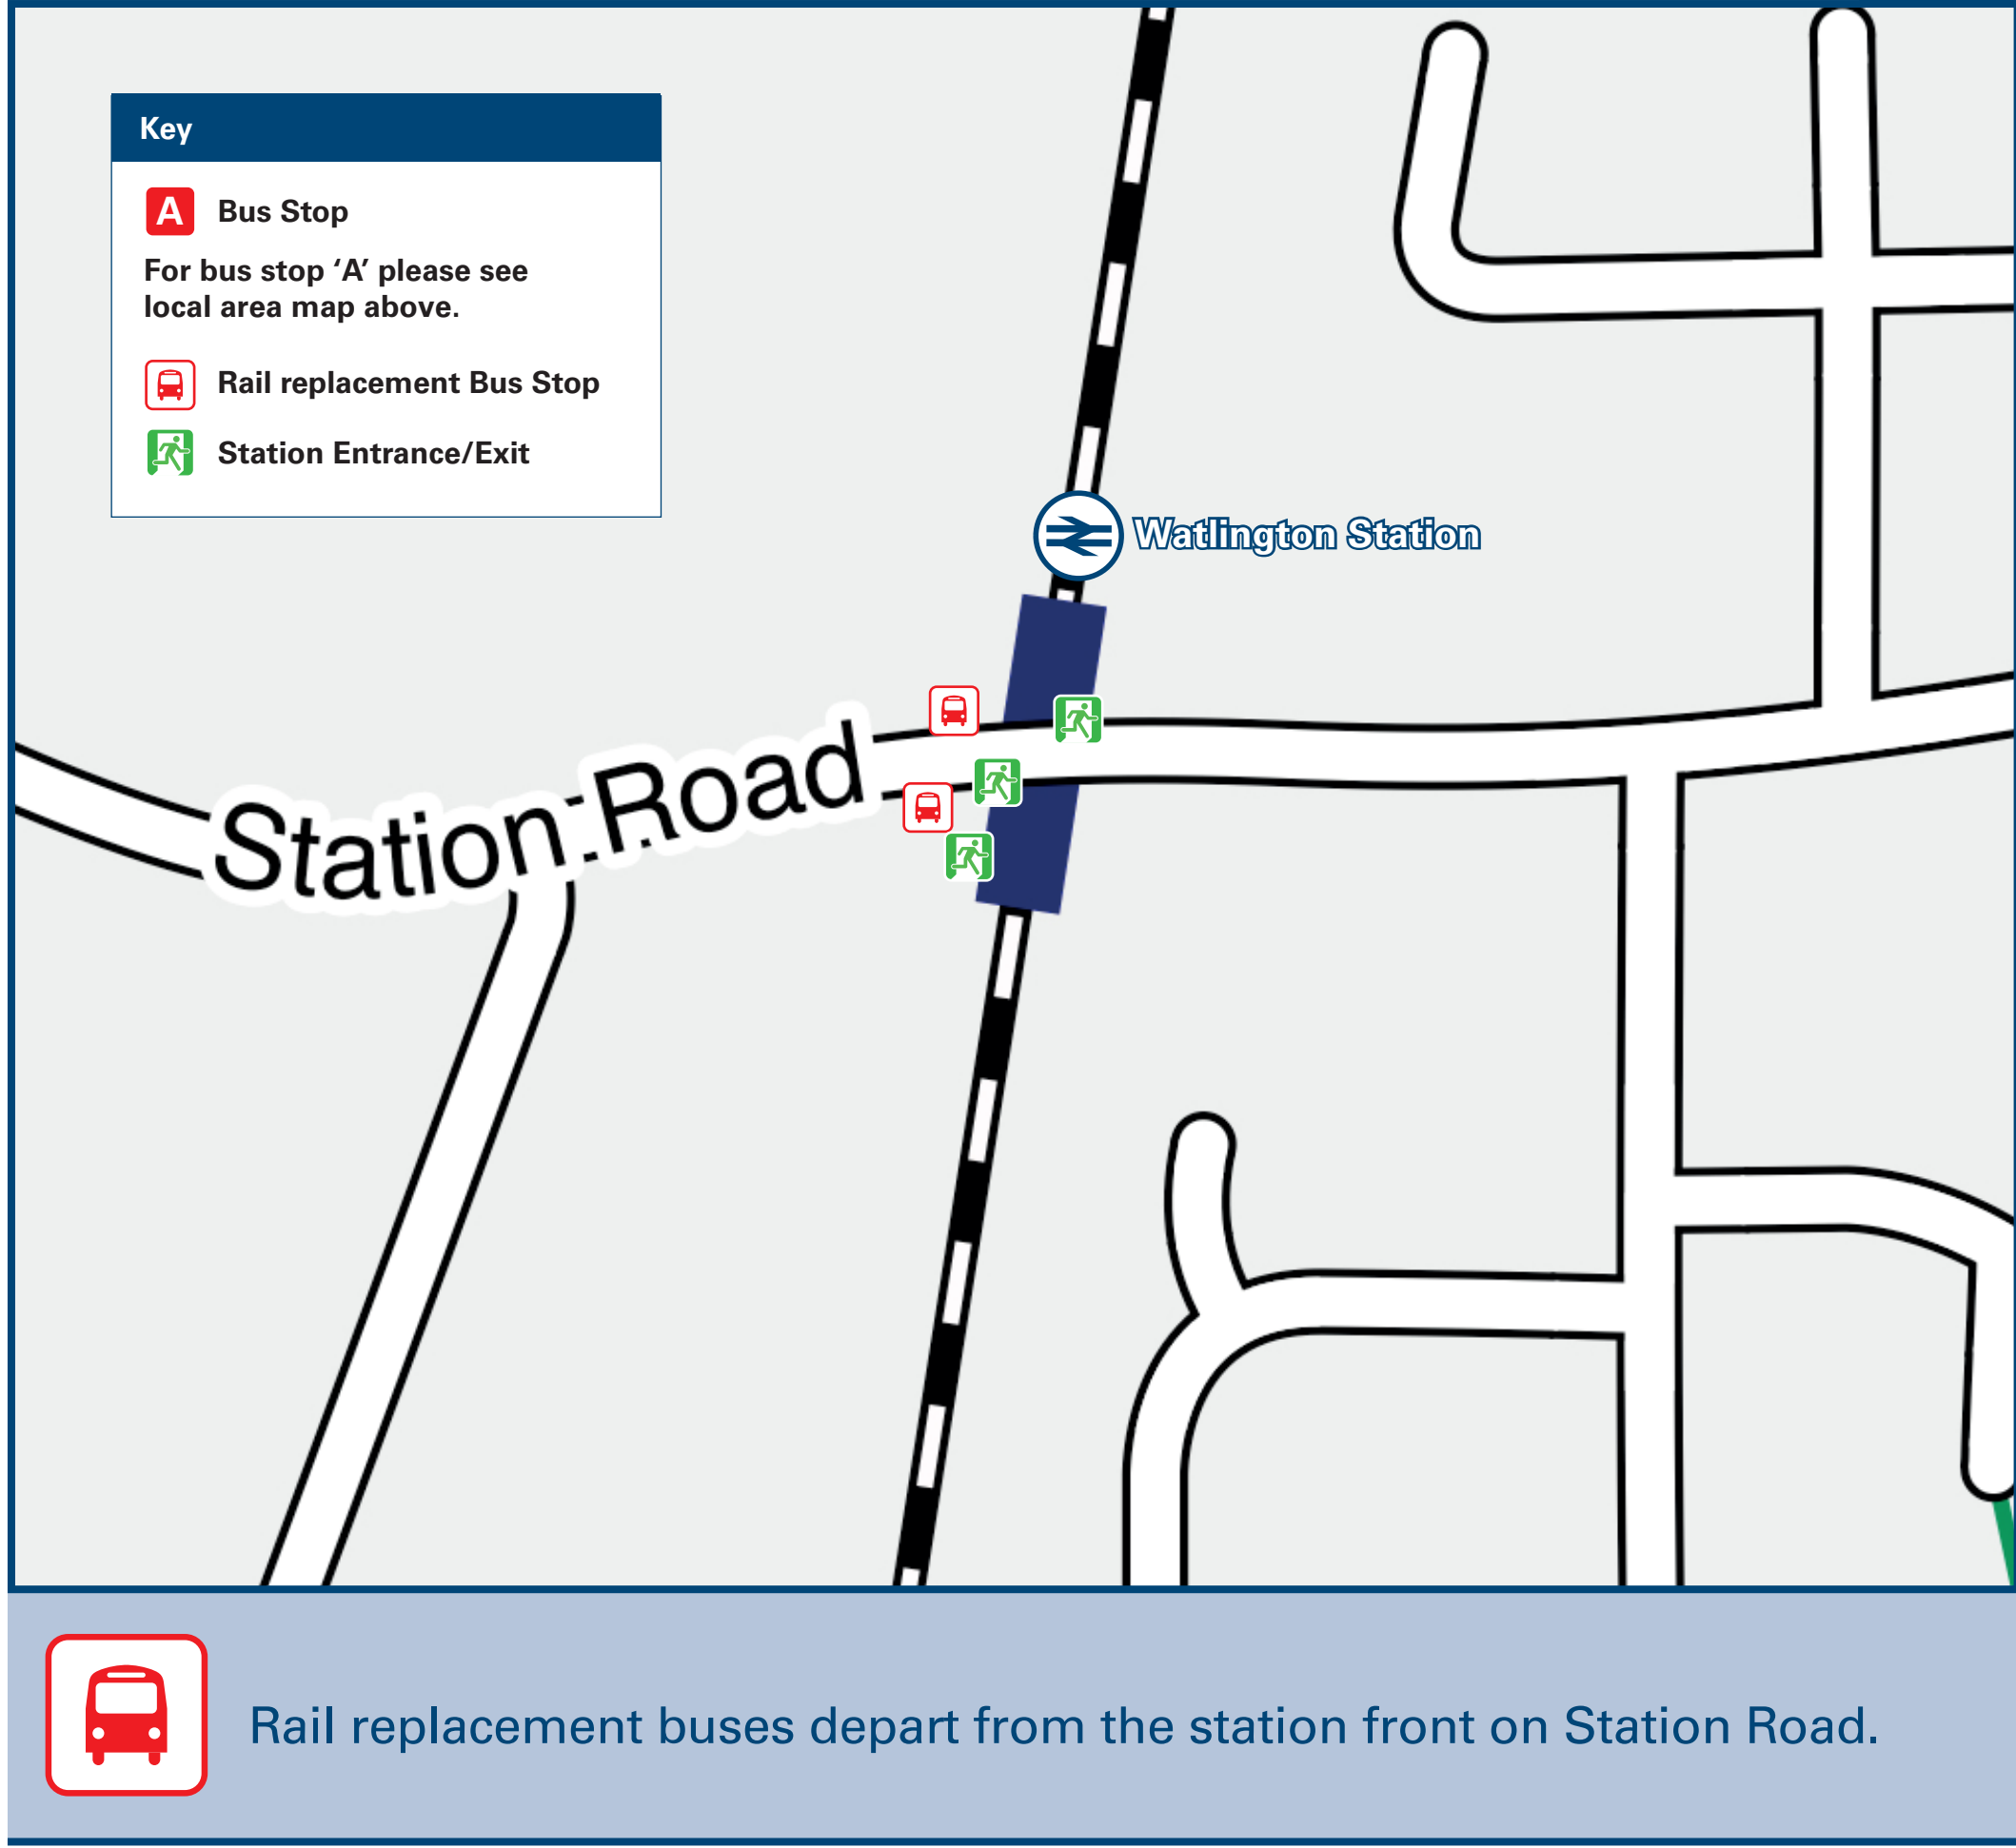 Key
A Bus Stop
For bus stop ‘A’ please see
local area map above.
Rail replacement Bus Stop
Station Entrance/Exit
Watlington Station
Station Road
Rail replacement buses depart from the station front on Station Road.